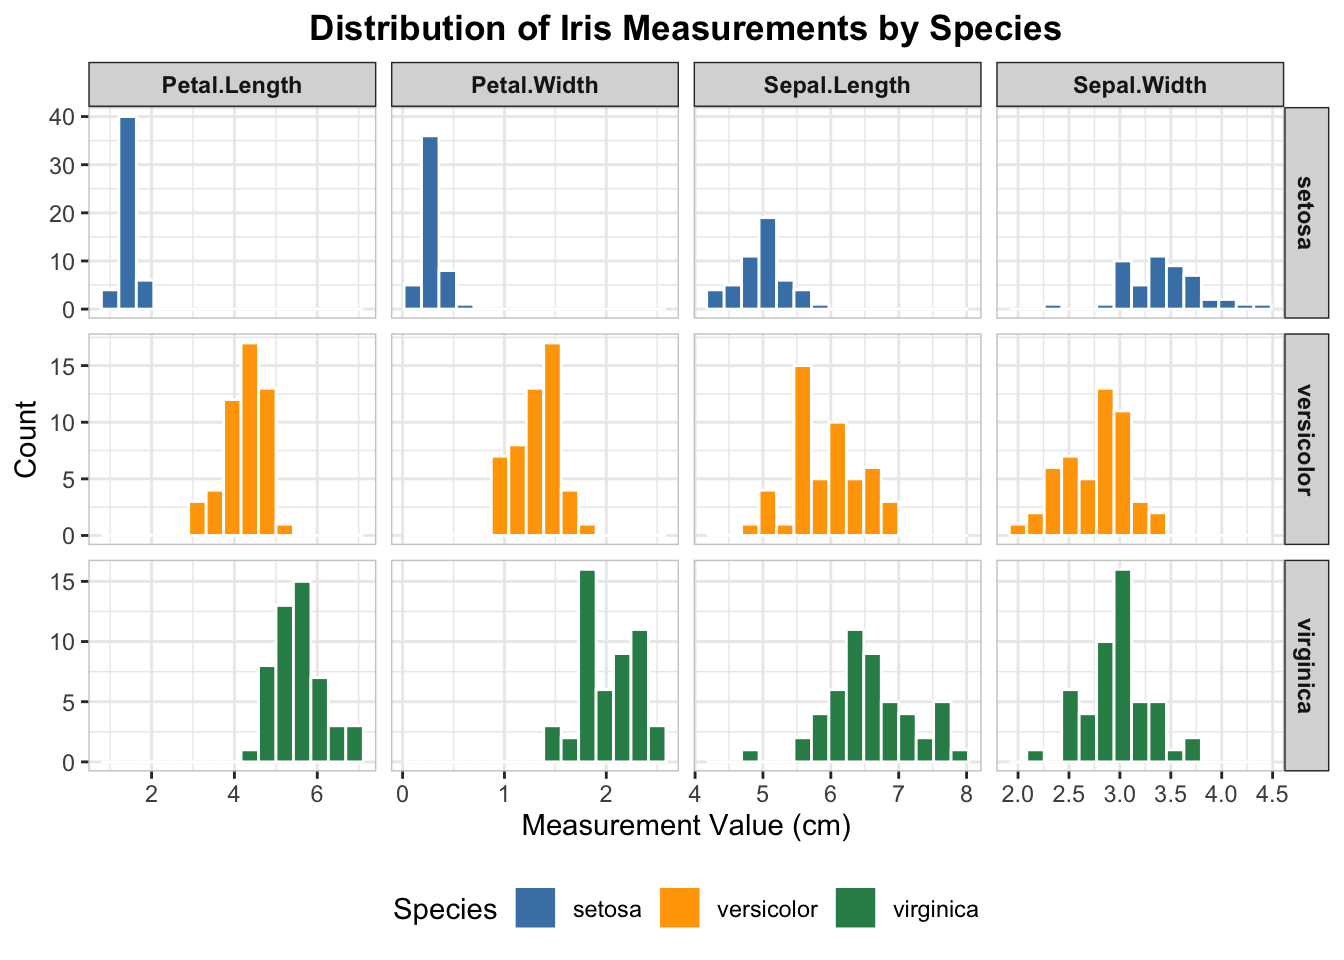 Distribution of Iris Measurements by Species
Petal.Length
Petal.Width
Sepal.Length
Sepal.Width
40
30
20
10
0
setosa
15
10
5
0
versicolor
15
10
5
0
virginica
Count
2 4 6
0 1 2
4 5 6 7 8
2.0 2.5 3.0 3.5 4.0 4.5
Measurement Value (cm)
Species setosa versicolor virginica